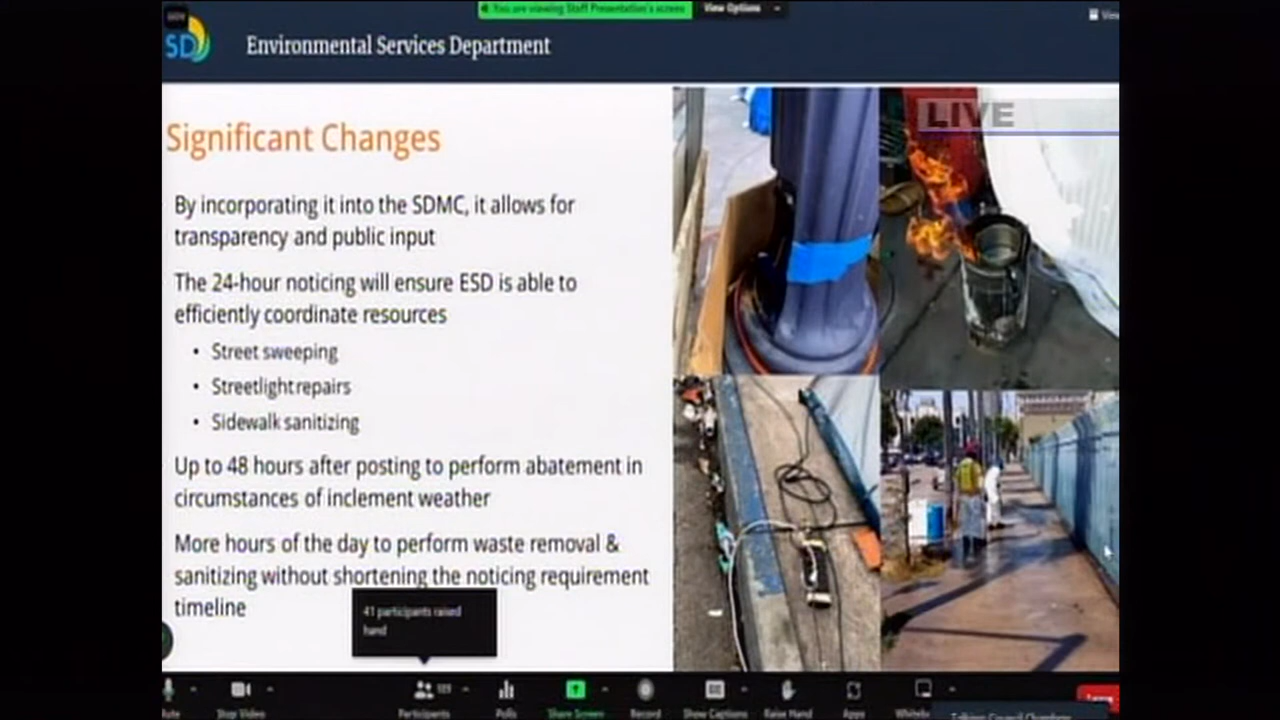 You are viewing Staff Presentation's screen
View Options
View
SD
Environmental Services Department
LIVE
Significant Changes
By incorporating it into the SDMC, it allows for
transparency and public input
The 24-hour noticing will ensure ESD is able to
efficiently coordinate resources
• Street sweeping
• Streetlight repairs
• Sidewalk sanitizing
Up to 48 hours after posting to perform abatement in
circumstances of inclement weather
More hours of the day to perform waste removal &
sanitizing without shortening the noticing requirement
timeline
41 participants raised
hand
Stop Video
Participants
Polls
Share Screen
Record
Show Captions
Raise Hand
Apps